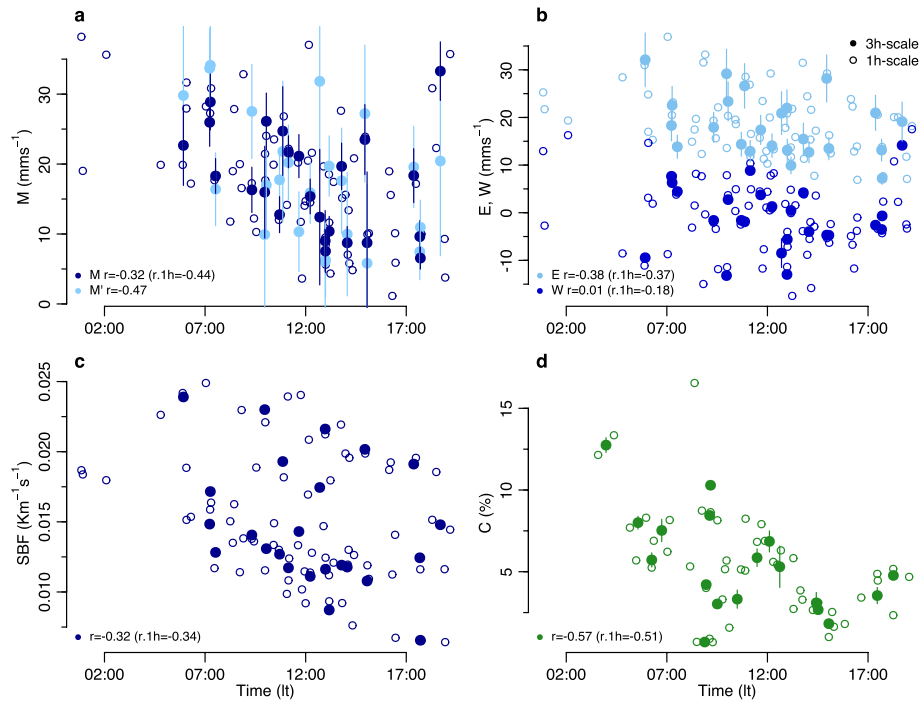 a
M (mms⁻¹)
30
20
10
0
M r=-0.32 (r.1h=-0.44)
M' r=-0.47
02:00 07:00 12:00 17:00
b
E, W (mms⁻¹)
30
20
10
0
-10
3h-scale
1h-scale
E r=-0.38 (r.1h=-0.37)
W r=0.01 (r.1h=-0.18)
02:00 07:00 12:00 17:00
c
SBF (Km⁻¹s⁻¹)
0.025
0.020
0.015
0.010
r=-0.32 (r.1h=-0.34)
02:00 07:00 12:00 17:00
Time (lt)
d
C (%)
15
10
5
r=-0.57 (r.1h=-0.51)
02:00 07:00 12:00 17:00
Time (lt)